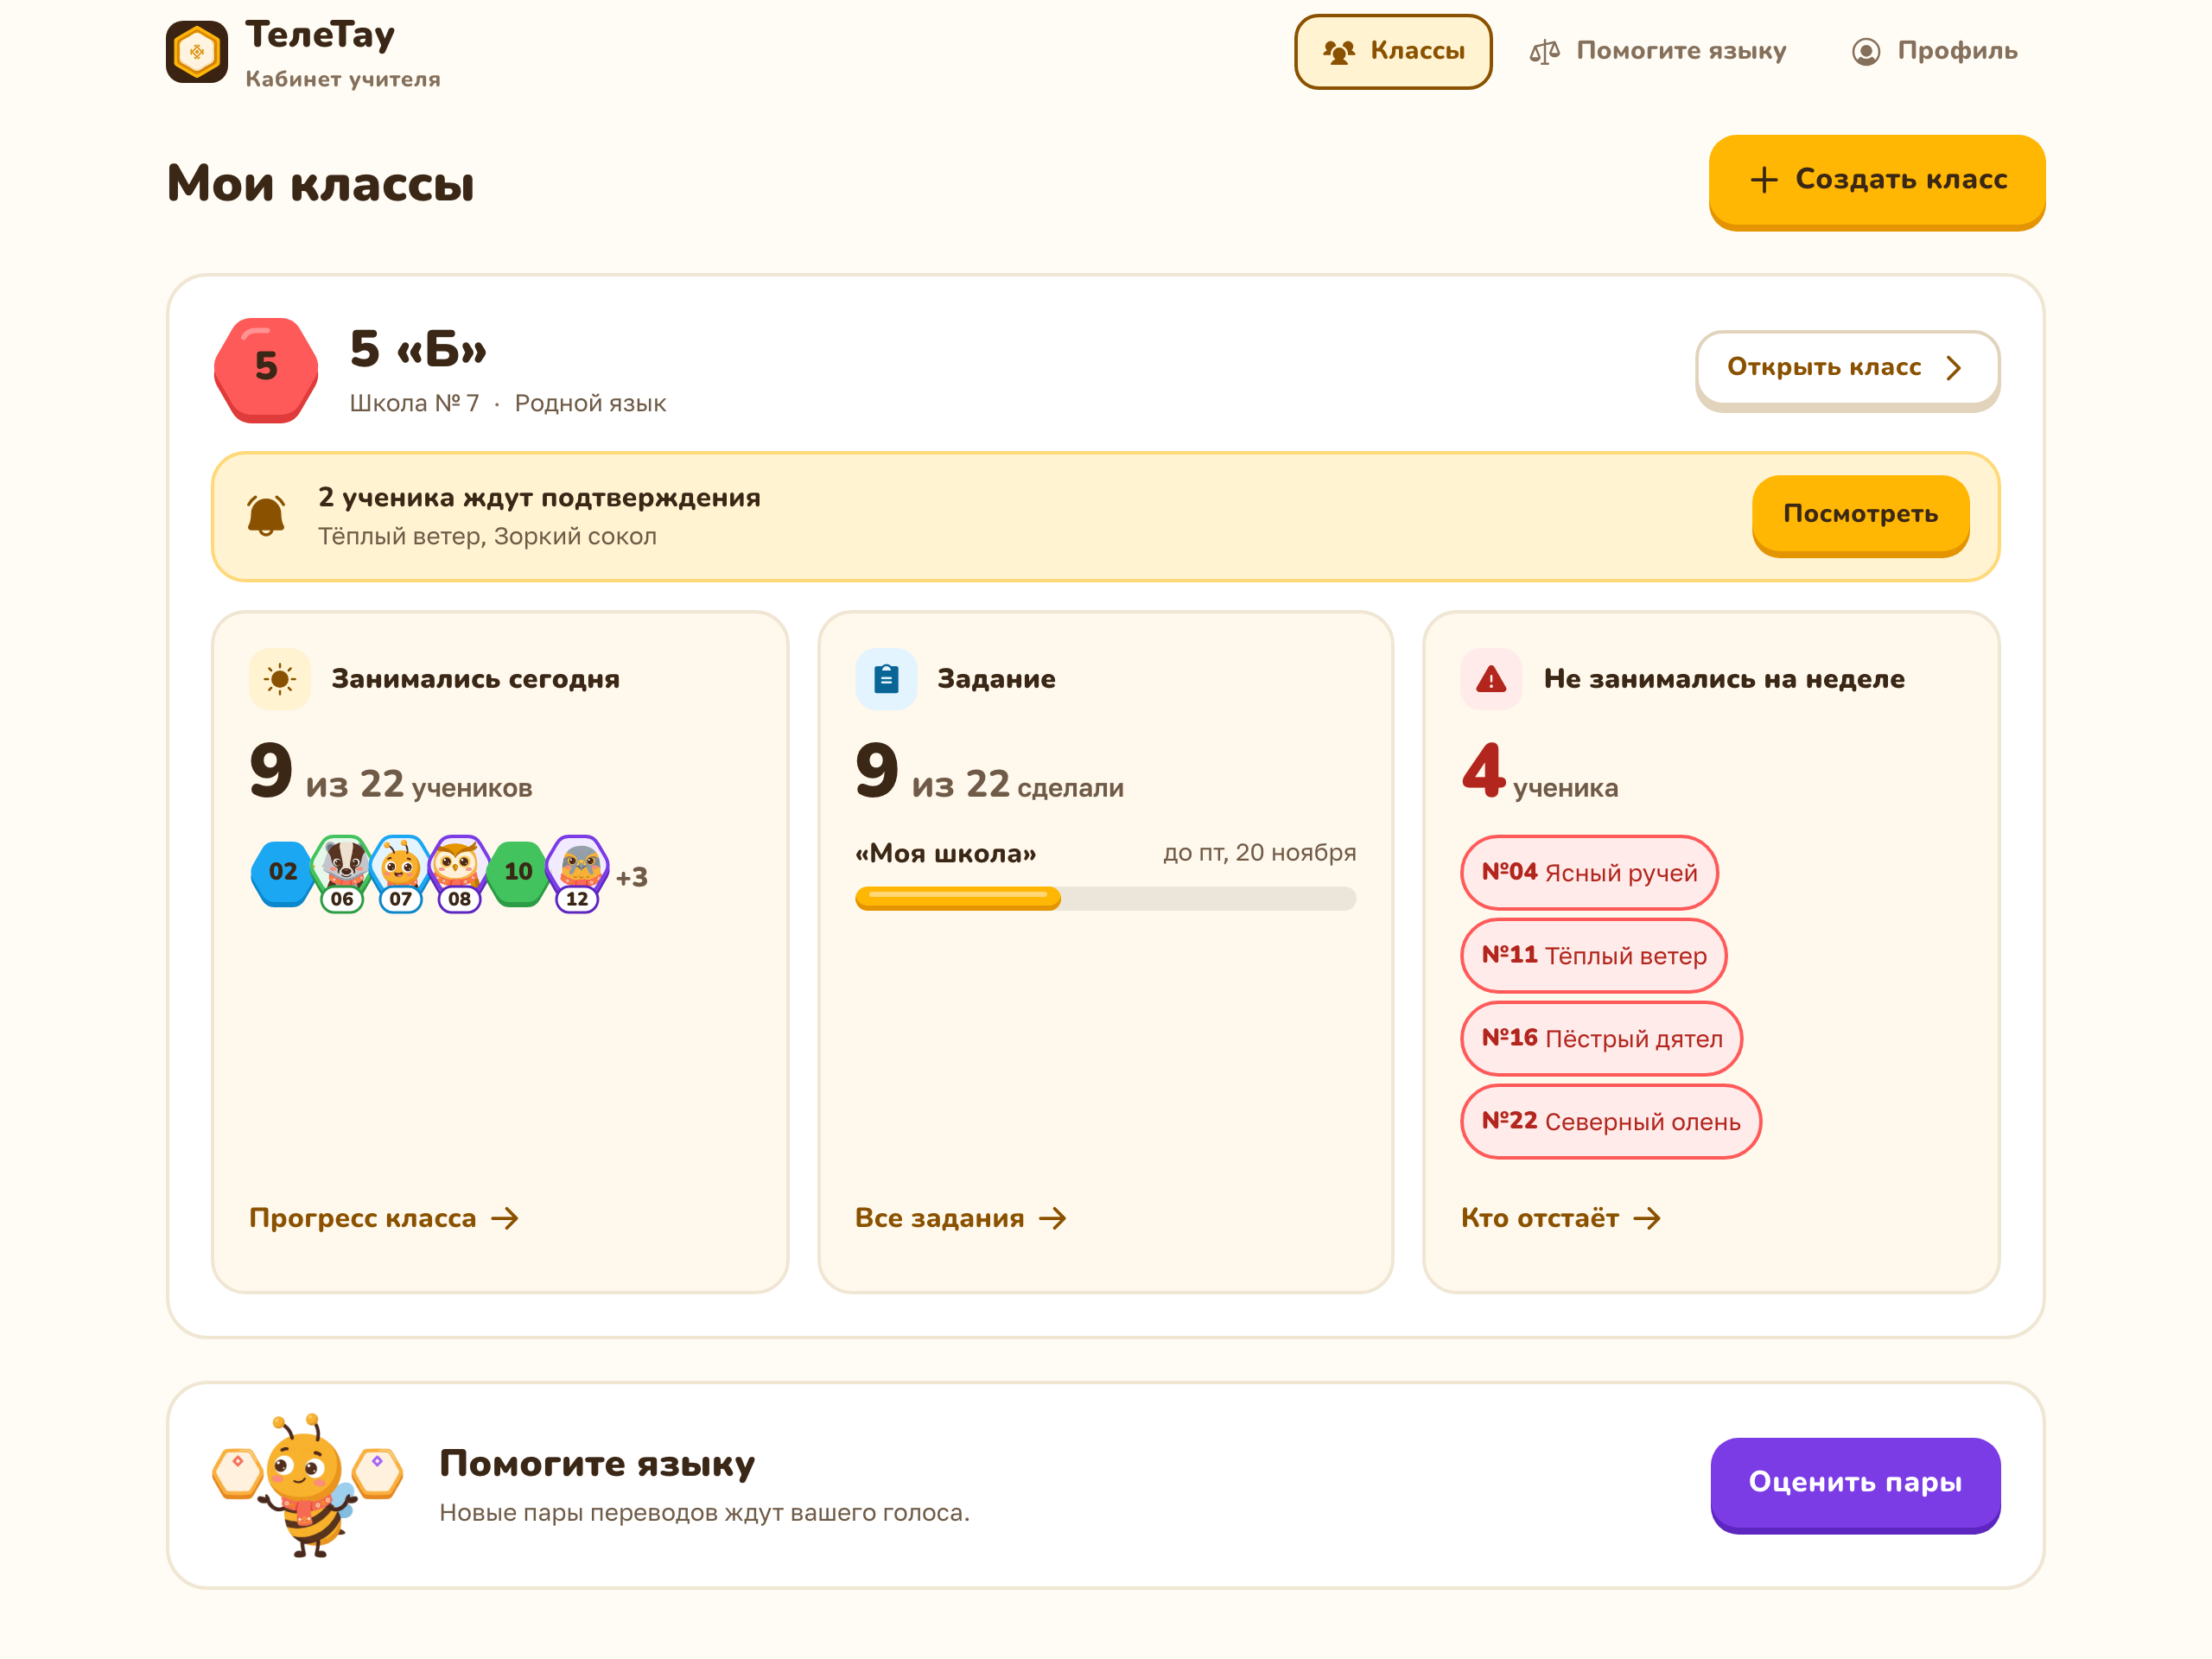 ТелеТау
Кабинет учителя
Классы
Помогите языку
Профиль
Мои классы
Создать класс
5
5 «Б»
Школа № 7 · Родной язык
Открыть класс
2 ученика ждут подтверждения
Тёплый ветер, Зоркий сокол
Посмотреть
Занимались сегодня
9 из 22 учеников
02 06 07 08 10 12 +3
Прогресс класса
Задание
9 из 22 сделали
«Моя школа» до пт, 20 ноября
Все задания
Не занимались на неделе
4 ученика
№04 Ясный ручей
№11 Тёплый ветер
№16 Пёстрый дятел
№22 Северный олень
Кто отстаёт
Помогите языку
Новые пары переводов ждут вашего голоса.
Оценить пары